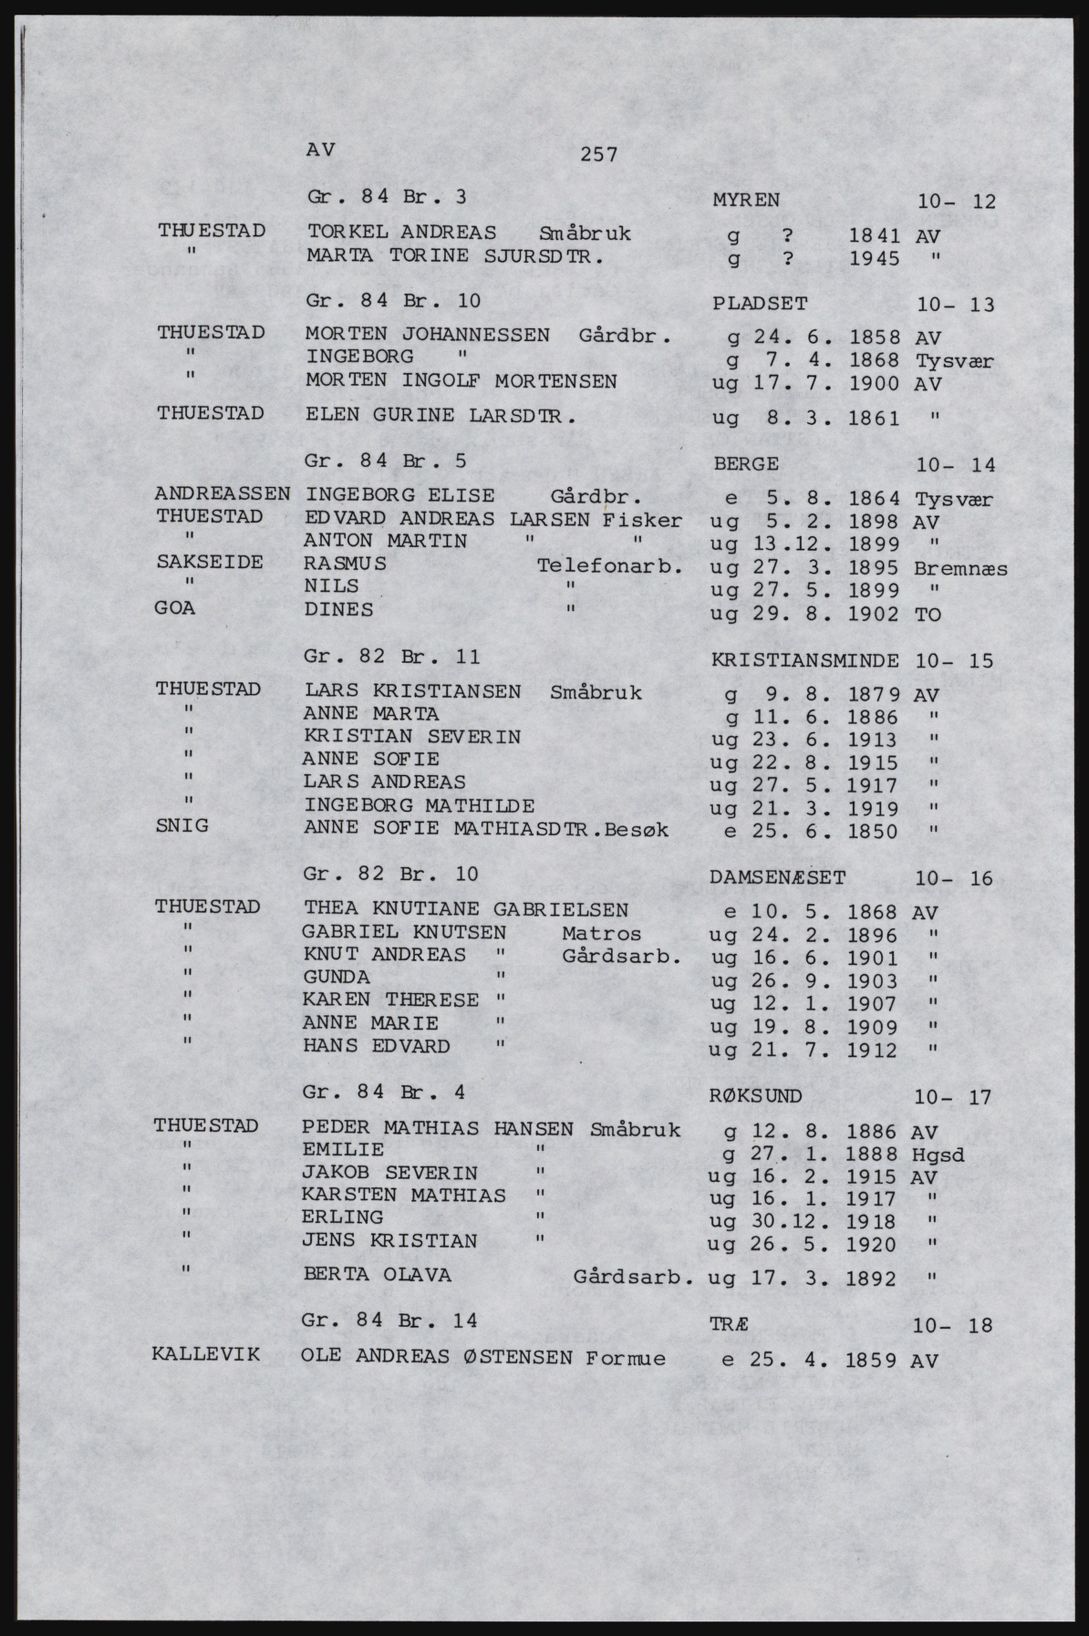 AV 257
Gr. 84 Br. 3 MYREN 10- 12
THUESTAD TORKEL ANDREAS Småbruk g ? 1841 AV
" MARTA TORINE SJURSDTR. g ? 1945 "
Gr. 84 Br. 10 PLADSET 10- 13
THUESTAD MORTEN JOHANNESSEN Gårdbr. g 24. 6. 1858 AV
" INGEBORG " g 7. 4. 1868 Tysvær
" MORTEN INGOLF MORTENSEN ug 17. 7. 1900 AV
THUESTAD ELEN GURINE LARSDTR. ug 8. 3. 1861 "
Gr. 84 Br. 5 BERGE 10- 14
ANDREASSEN INGEBORG ELISE Gårdbr. e 5. 8. 1864 Tysvær
THUESTAD EDVARD ANDREAS LARSEN Fisker ug 5. 2. 1898 AV
" ANTON MARTIN " " ug 13.12. 1899 "
SAKSEIDE RASMUS Telefonarb. ug 27. 3. 1895 Bremnæs
" NILS " ug 27. 5. 1899 "
GOA DINES " ug 29. 8. 1902 TO
Gr. 82 Br. 11 KRISTIANSMINDE 10- 15
THUESTAD LARS KRISTIANSEN Småbruk g 9. 8. 1879 AV
" ANNE MARTA g 11. 6. 1886 "
" KRISTIAN SEVERIN ug 23. 6. 1913 "
" ANNE SOFIE ug 22. 8. 1915 "
" LARS ANDREAS ug 27. 5. 1917 "
" INGEBORG MATHILDE ug 21. 3. 1919 "
SNIG ANNE SOFIE MATHIASDTR.Besøk e 25. 6. 1850 "
Gr. 82 Br. 10 DAMSENÆSET 10- 16
THUESTAD THEA KNUTIANE GABRIELSEN e 10. 5. 1868 AV
" GABRIEL KNUTSEN Matros ug 24. 2. 1896 "
" KNUT ANDREAS " Gårdsarb. ug 16. 6. 1901 "
" GUNDA " ug 26. 9. 1903 "
" KAREN THERESE " ug 12. 1. 1907 "
" ANNE MARIE " ug 19. 8. 1909 "
" HANS EDVARD " ug 21. 7. 1912 "
Gr. 84 Br. 4 RØKSUND 10- 17
THUESTAD PEDER MATHIAS HANSEN Småbruk g 12. 8. 1886 AV
" EMILIE " g 27. 1. 1888 Hgsd
" JAKOB SEVERIN " ug 16. 2. 1915 AV
" KARSTEN MATHIAS " ug 16. 1. 1917 "
" ERLING " ug 30.12. 1918 "
" JENS KRISTIAN " ug 26. 5. 1920 "
" BERTA OLAVA Gårdsarb. ug 17. 3. 1892 "
Gr. 84 Br. 14 TRÆ 10- 18
KALLEVIK OLE ANDREAS ØSTENSEN Formue e 25. 4. 1859 AV